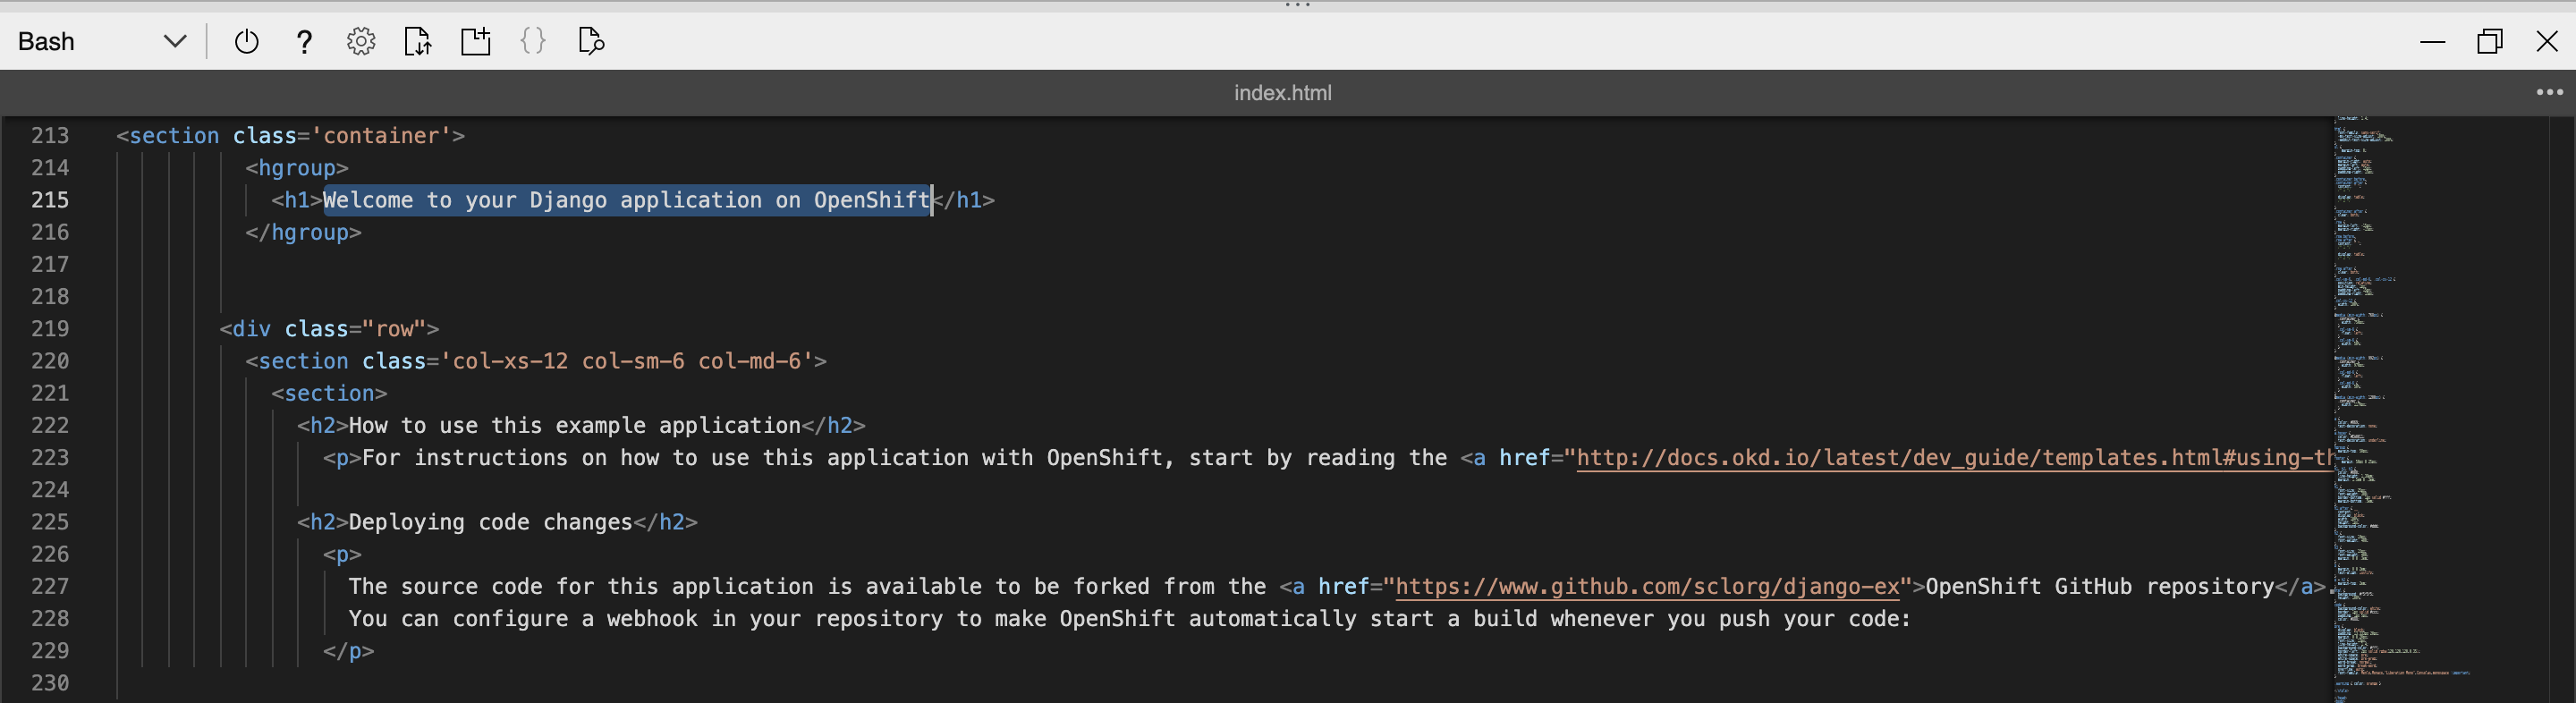 Bash
index.html
213 <section class='container'>
214 <hgroup>
215 <h1>Welcome to your Django application on OpenShift</h1>
216 </hgroup>
217
218
219 <div class="row">
220 <section class='col-xs-12 col-sm-6 col-md-6'>
221 <section>
222 <h2>How to use this example application</h2>
223 <p>For instructions on how to use this application with OpenShift, start by reading the <a href="http://docs.okd.io/latest/dev_guide/templates.html#using-th
224
225 <h2>Deploying code changes</h2>
226 <p>
227 The source code for this application is available to be forked from the <a href="https://www.github.com/sclorg/django-ex">OpenShift GitHub repository</a>.
228 You can configure a webhook in your repository to make OpenShift automatically start a build whenever you push your code:
229 </p>
230